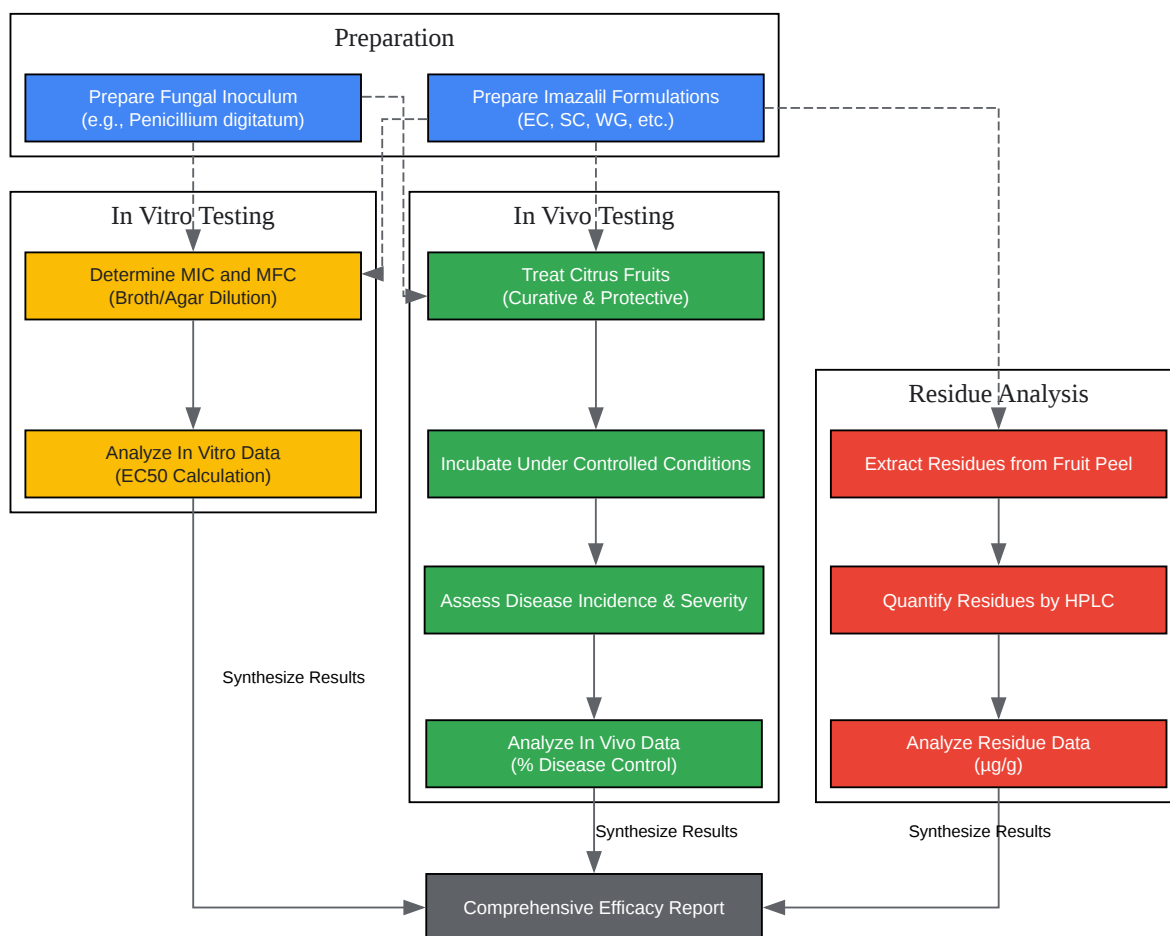 Preparation
Prepare Fungal Inoculum
(e.g., Penicillium digitatum)
Prepare Imazalil Formulations
(EC, SC, WG, etc.)
In Vitro Testing
Determine MIC and MFC
(Broth/Agar Dilution)
Analyze In Vitro Data
(EC50 Calculation)
In Vivo Testing
Treat Citrus Fruits
(Curative & Protective)
Incubate Under Controlled Conditions
Assess Disease Incidence & Severity
Analyze In Vivo Data
(% Disease Control)
Residue Analysis
Extract Residues from Fruit Peel
Quantify Residues by HPLC
Analyze Residue Data
(µg/g)
Synthesize Results
Synthesize Results
Synthesize Results
Comprehensive Efficacy Report